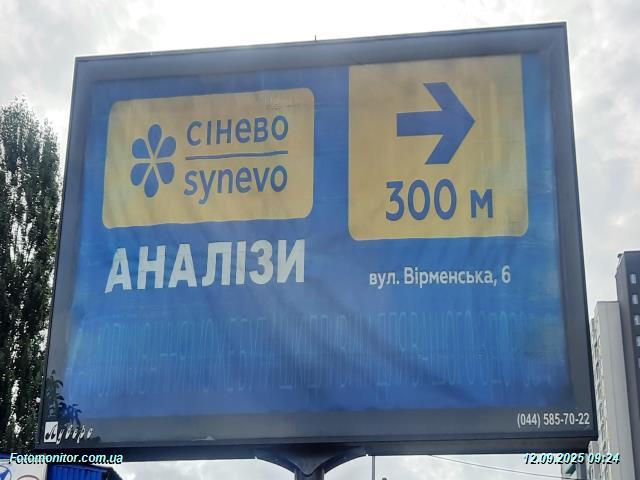 сінево
synevo
300 м
АНАЛІЗИ
вул. Вірменська, 6
(044) 585-70-22
Fotomonitor.com.ua
12.09.2025 09:24